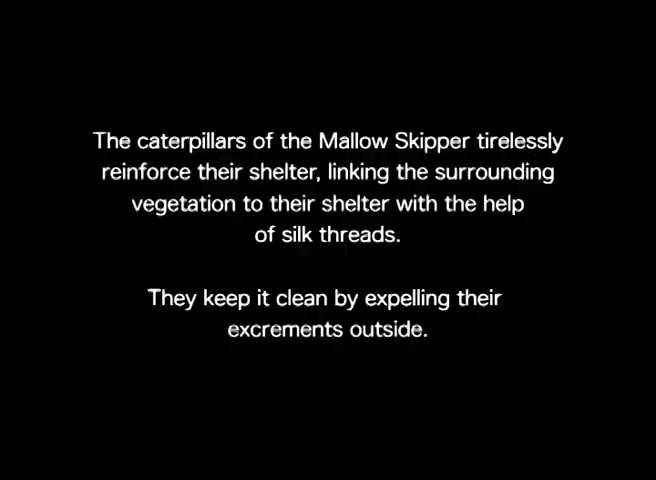 The caterpillars of the Mallow Skipper tirelessly
reinforce their shelter, linking the surrounding
vegetation to their shelter with the help
of silk threads.
They keep it clean by expelling their
excrements outside.